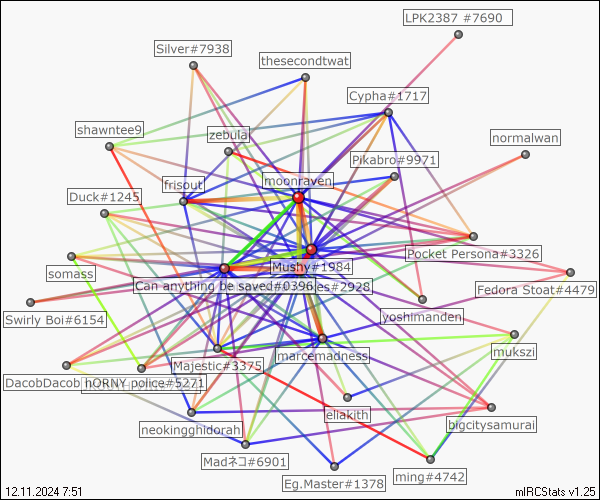 LPK2387 #7690
Silver#7938
thesecondtwat
Cypha#1717
shawntee9
zebula
normalwan
Pikabro#9971
frisout
moonraven
Duck#1245
Pocket Persona#3326
Mushy#1984
somass
Can anything be saved#0396
es#2928
Fedora Stoat#4479
Swirly Boi#6154
yoshimanden
mukszi
Majestic#3375
marcemadness
DacobDacob
hORNY police#5271
eliakith
bigcitysamurai
neokingghidorah
Madネコ#6901
Eg.Master#1378
ming#4742
12.11.2024 7:51
mIRCStats v1.25